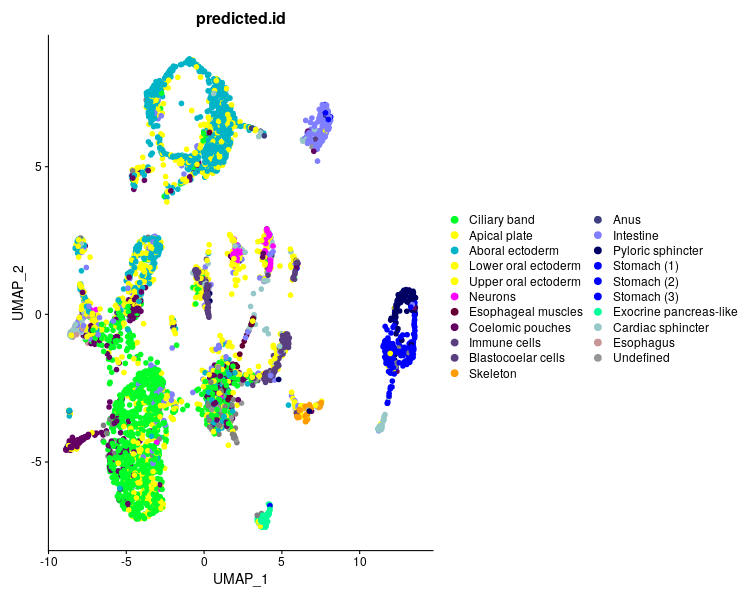 predicted.id
UMAP_2
5
0
-5
-10
-5
0
5
10
UMAP_1
Ciliary band
Apical plate
Aboral ectoderm
Lower oral ectoderm
Upper oral ectoderm
Neurons
Esophageal muscles
Coelomic pouches
Immune cells
Blastocoelar cells
Skeleton
Anus
Intestine
Pyloric sphincter
Stomach (1)
Stomach (2)
Stomach (3)
Exocrine pancreas-like
Cardiac sphincter
Esophagus
Undefined